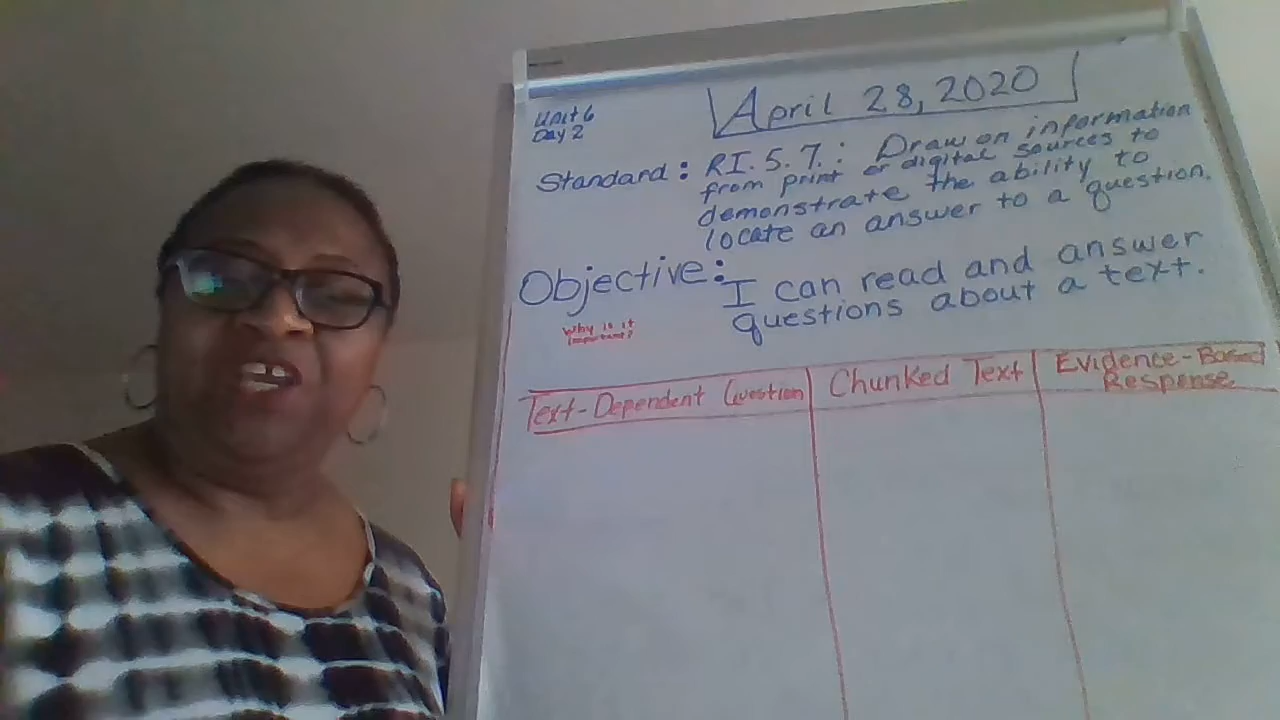 April 28, 2020
Unit 6
Day 2
Standard: RI.5.7.: Draw on information
from print or digital sources to
demonstrate the ability to
locate an answer to a question.
Objective: I can read and answer
questions about a text.
Why is it
important?
Text-Dependent Question
Chunked Text
Evidence-Based
Response